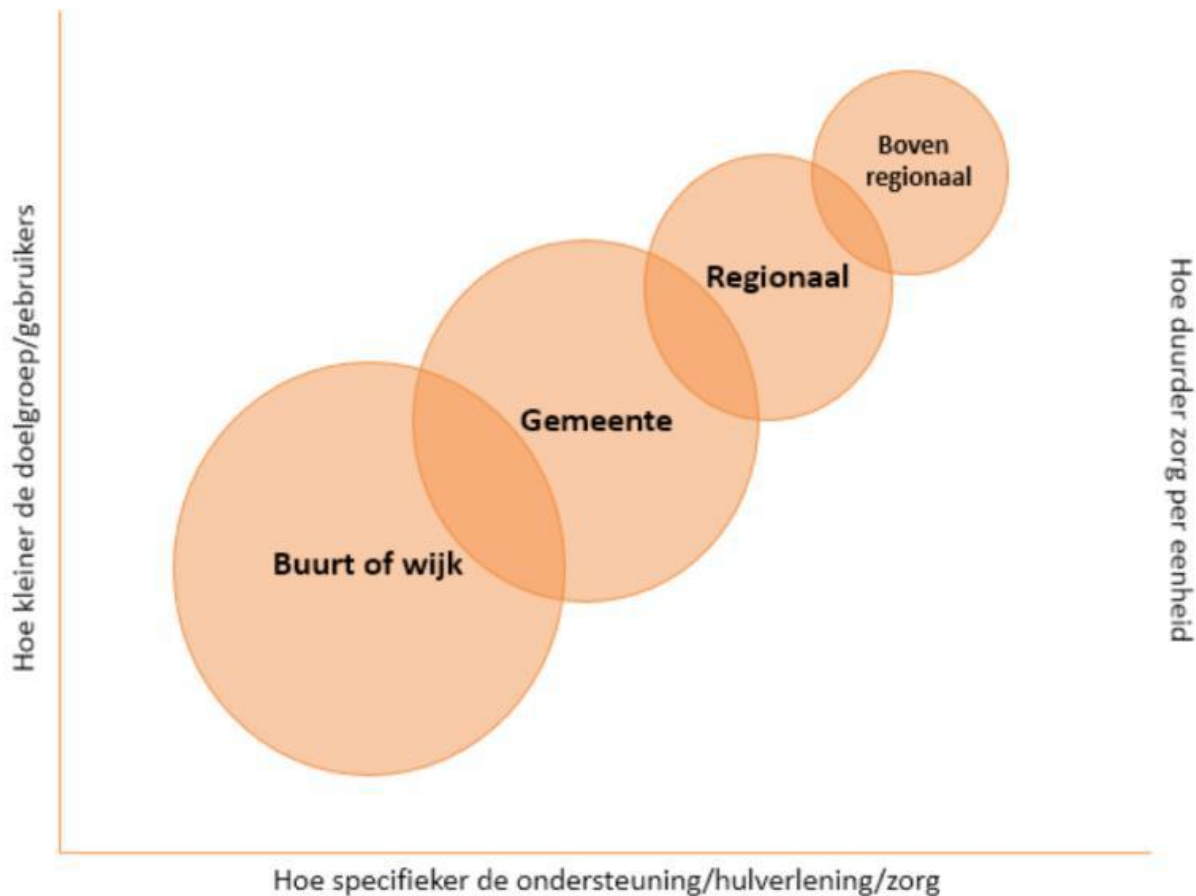 Hoe kleiner de doelgroep/gebruikers
Boven
regionaal
Regionaal
Gemeente
Buurt of wijk
Hoe duurder zorg per eenheid
Hoe specifieker de ondersteuning/hulverlening/zorg